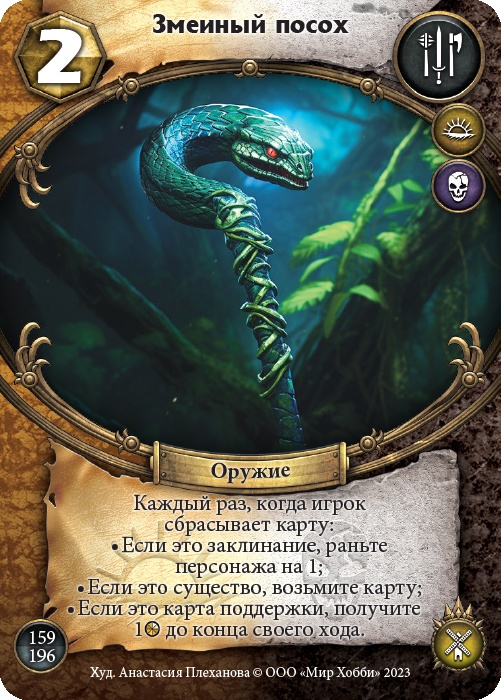 Змеиный посох
2
Оружие
Каждый раз, когда игрок
сбрасывает карту:
•Если это заклинание, раньте
персонажа на 1;
•Если это существо, возьмите карту;
•Если это карта поддержки, получите
1 до конца своего хода.
159
196
Худ. Анастасия Плеханова © ООО «Мир Хобби» 2023